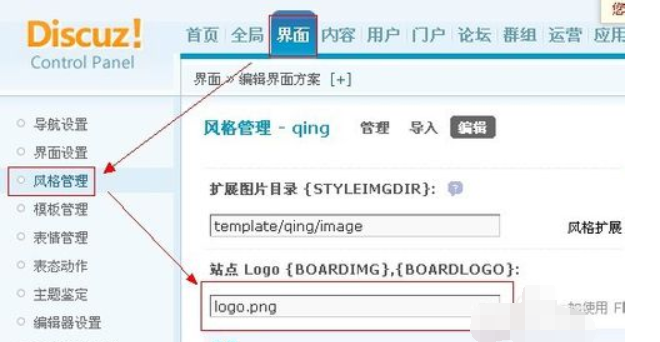 您
Discuz!
Control Panel
首页 全局 界面 内容 用户 门户 论坛 群组 运营 应用
界面 » 编辑界面方案 [+]
导航设置
界面设置
风格管理
模板管理
表情管理
表态动作
主题鉴定
编辑器设置
风格管理 - qing 管理 导入 编辑
扩展图片目录 {STYLEIMGDIR}: ?
template/qing/image 风格扩展
站点 Logo {BOARDIMG},{BOARDLOGO}:
logo.png 如使用 Fl